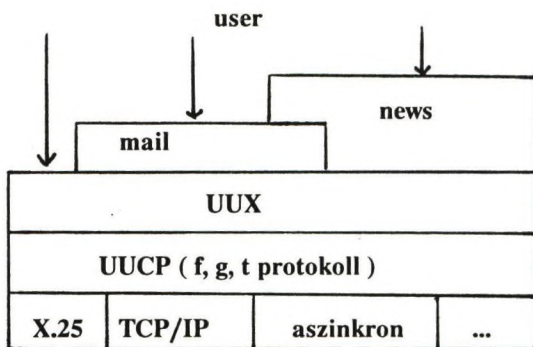 user
news
mail
UUX
UUCP ( f, g, t protokoll )
X.25 TCP/IP aszinkron ...